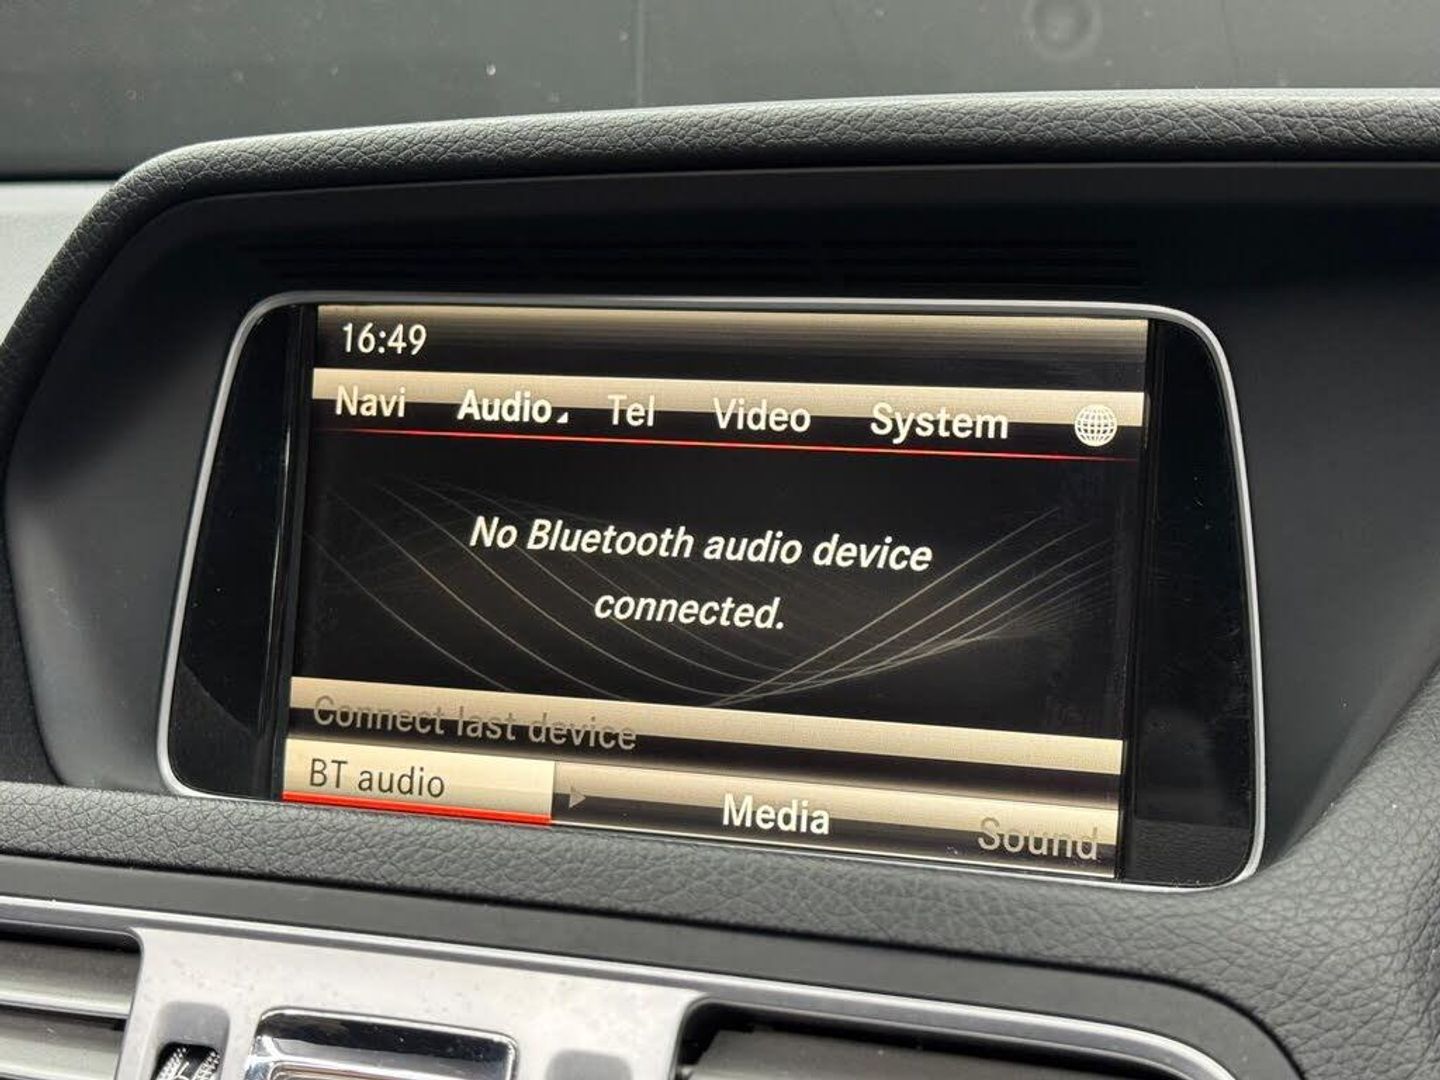 16:49
Navi Audio Tel Video System
No Bluetooth audio device
connected.
Connect last device
BT audio Media Sound